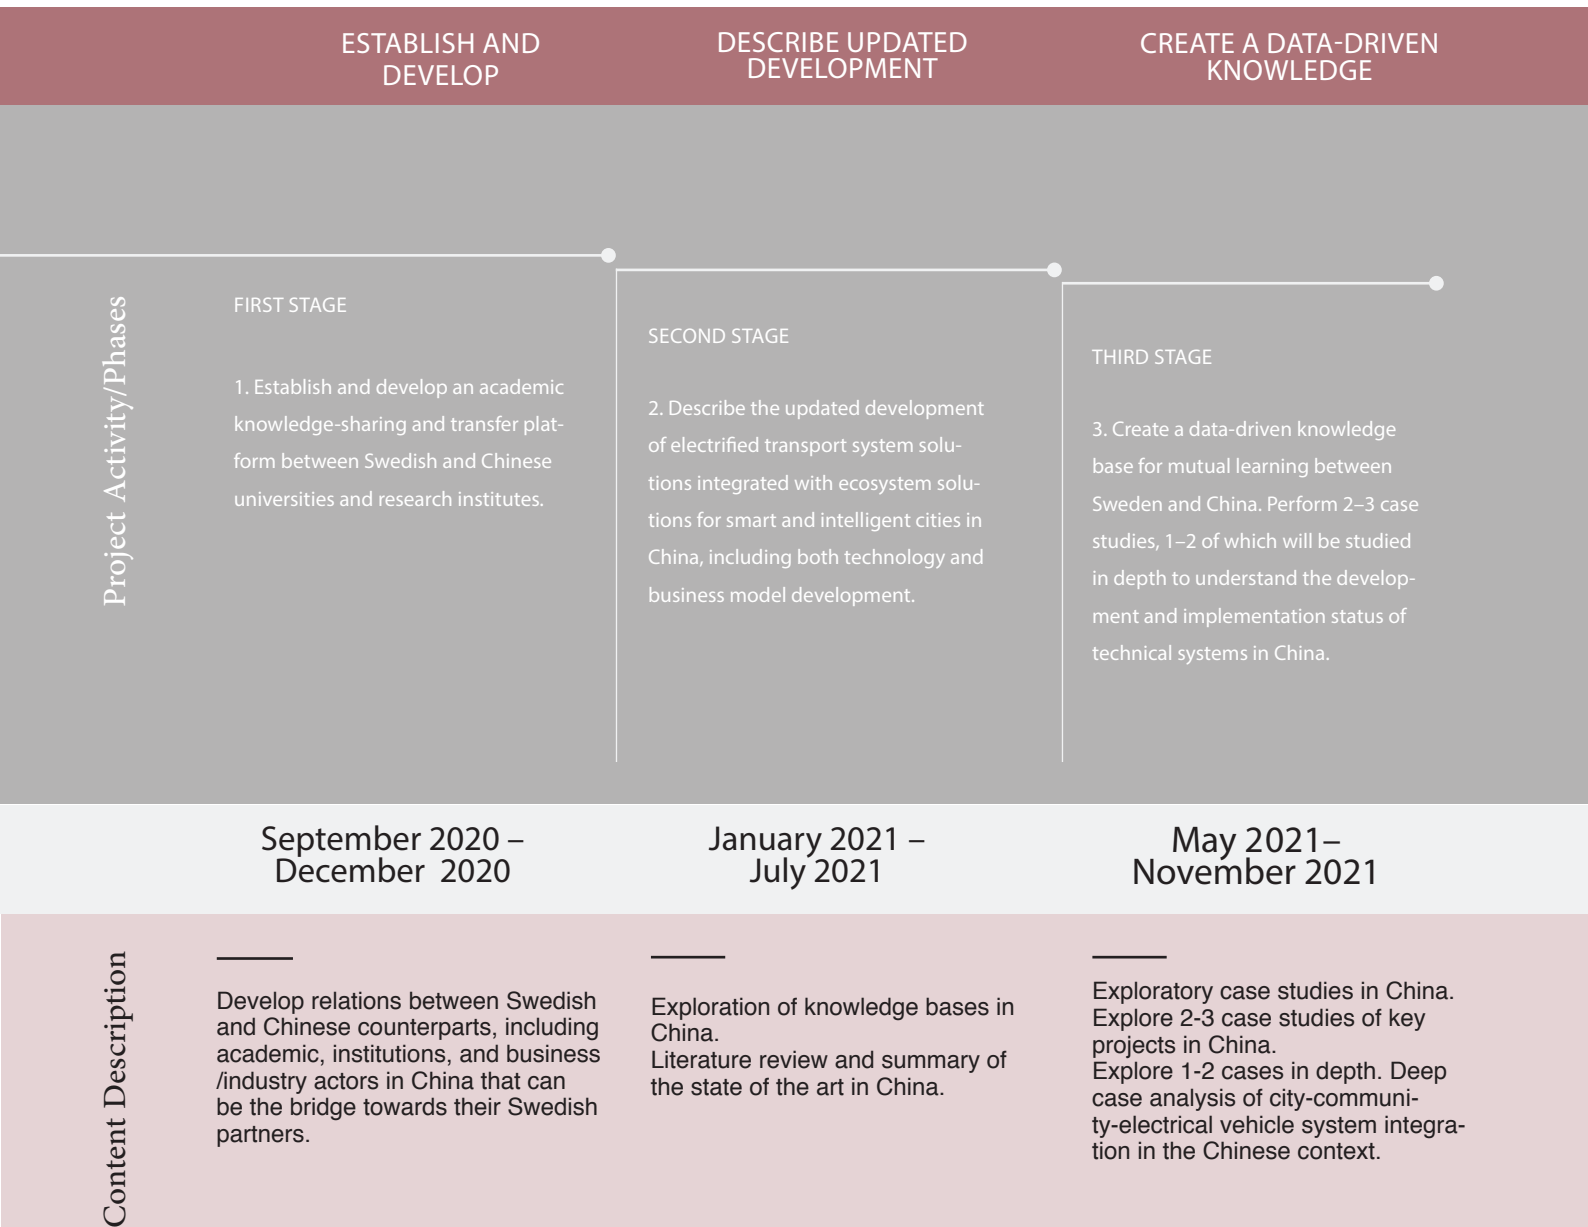 ESTABLISH AND
DEVELOP
DESCRIBE UPDATED
DEVELOPMENT
CREATE A DATA-DRIVEN
KNOWLEDGE
Project Activity/Phases
FIRST STAGE
1. Establish and develop an academic
knowledge-sharing and transfer plat-
form between Swedish and Chinese
universities and research institutes.
SECOND STAGE
2. Describe the updated development
of electrified transport system solu-
tions integrated with ecosystem solu-
tions for smart and intelligent cities in
China, including both technology and
business model development.
THIRD STAGE
3. Create a data-driven knowledge
base for mutual learning between
Sweden and China. Perform 2–3 case
studies, 1–2 of which will be studied
in depth to understand the develop-
ment and implementation status of
technical systems in China.
September 2020 –
December 2020
January 2021 –
July 2021
May 2021–
November 2021
Content Description
Develop relations between Swedish
and Chinese counterparts, including
academic, institutions, and business
/industry actors in China that can
be the bridge towards their Swedish
partners.
Exploration of knowledge bases in
China.
Literature review and summary of
the state of the art in China.
Exploratory case studies in China.
Explore 2-3 case studies of key
projects in China.
Explore 1-2 cases in depth. Deep
case analysis of city-communi-
ty-electrical vehicle system integra-
tion in the Chinese context.